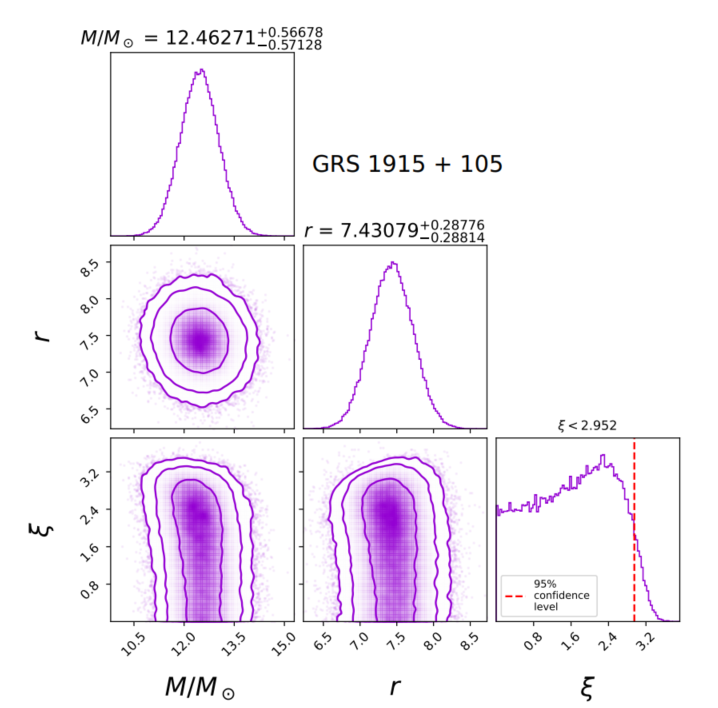 M/M☉ = 12.46271+0.56678−0.57128
GRS 1915 + 105
r = 7.43079+0.28776−0.28814
8.5
8.0
7.5
7.0
6.5
r
ξ < 2.952
3.2
2.4
1.6
0.8
ξ
95%
confidence
level
10.5 12.0 13.5 15.0 6.5 7.0 7.5 8.0 8.5 0.8 1.6 2.4 3.2
M/M☉ r ξ